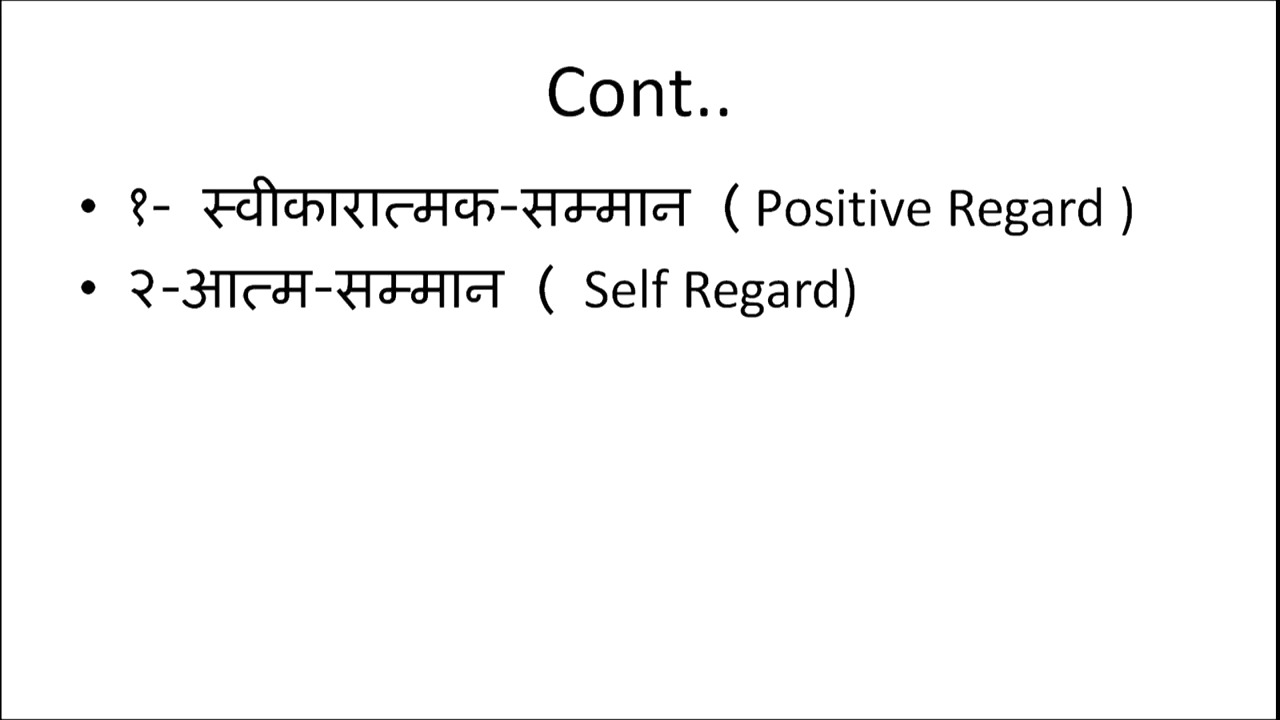 Cont..
• १- स्वीकारात्मक-सम्मान ( Positive Regard )
• २-आत्म-सम्मान ( Self Regard)